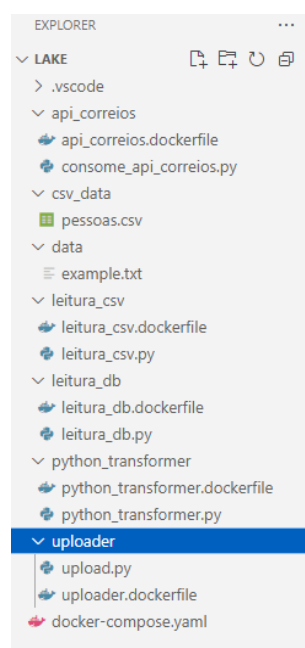 EXPLORER
LAKE
.vscode
api_correios
api_correios.dockerfile
consome_api_correios.py
csv_data
pessoas.csv
data
example.txt
leitura_csv
leitura_csv.dockerfile
leitura_csv.py
leitura_db
leitura_db.dockerfile
leitura_db.py
python_transformer
python_transformer.dockerfile
python_transformer.py
uploader
upload.py
uploader.dockerfile
docker-compose.yaml